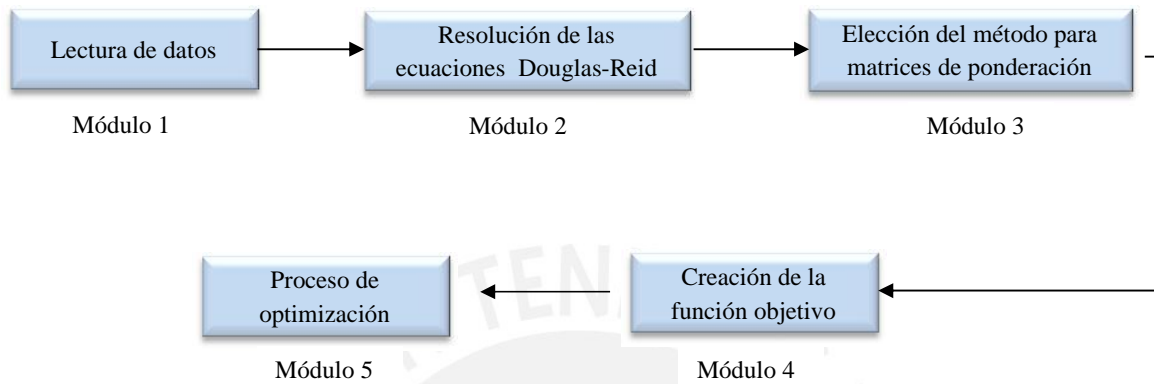 Lectura de datos
Módulo 1
Resolución de las
ecuaciones Douglas-Reid
Módulo 2
Elección del método para
matrices de ponderación
Módulo 3
Creación de la
función objetivo
Módulo 4
Proceso de
optimización
Módulo 5
TEN